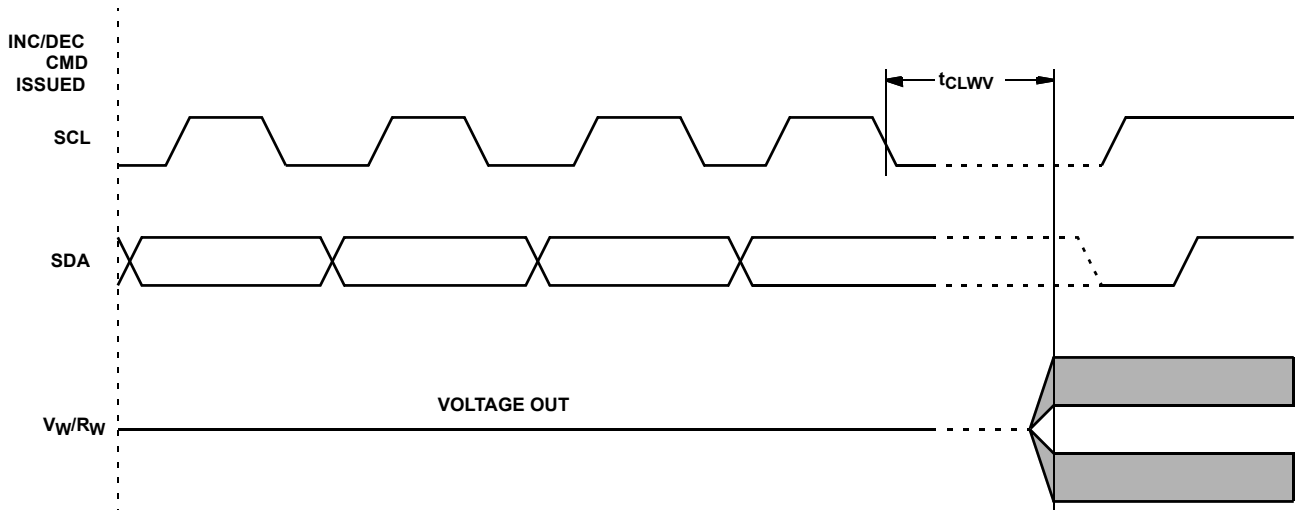 INC/DEC
CMD
ISSUED
tCLWV
SCL
SDA
VOLTAGE OUT
VW/RW